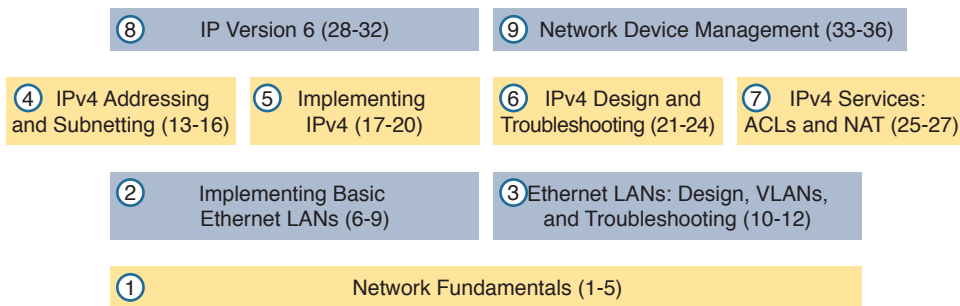 8 IP Version 6 (28-32)
9 Network Device Management (33-36)
4 IPv4 Addressing
and Subnetting (13-16)
5 Implementing
IPv4 (17-20)
6 IPv4 Design and
Troubleshooting (21-24)
7 IPv4 Services:
ACLs and NAT (25-27)
2 Implementing Basic
Ethernet LANs (6-9)
3 Ethernet LANs: Design, VLANs,
and Troubleshooting (10-12)
1 Network Fundamentals (1-5)